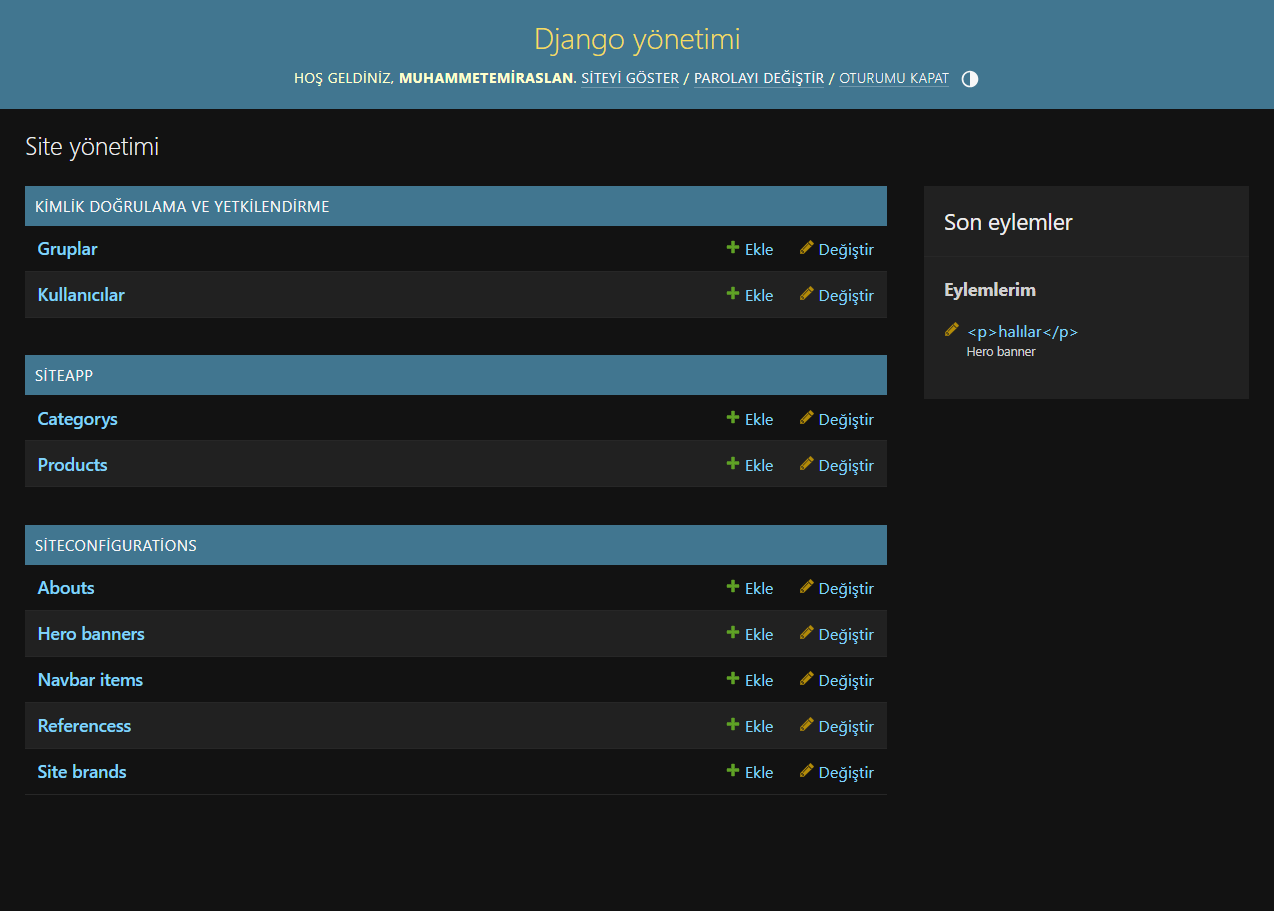 Django yönetimi
HOŞ GELDİNİZ, MUHAMMETEMİRASLAN. SİTEYİ GÖSTER / PAROLAYI DEĞİŞTİR / OTURUMU KAPAT
Site yönetimi
KİMLİK DOĞRULAMA VE YETKİLENDİRME
Gruplar Ekle Değiştir
Kullanıcılar Ekle Değiştir
SİTEAPP
Categorys Ekle Değiştir
Products Ekle Değiştir
SİTECONFİGURATİONS
Abouts Ekle Değiştir
Hero banners Ekle Değiştir
Navbar items Ekle Değiştir
Referencess Ekle Değiştir
Site brands Ekle Değiştir
Son eylemler
Eylemlerim
<p>halılar</p>
Hero banner